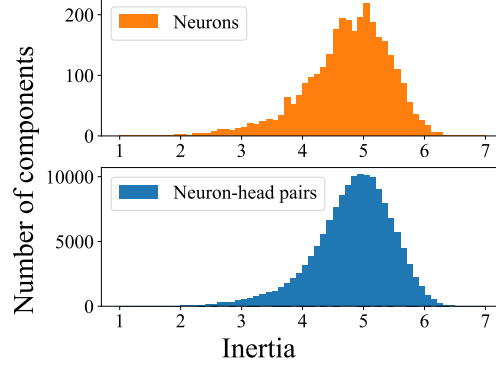 Number of components
200
100
0
Neurons
1 2 3 4 5 6 7
10000
5000
0
Neuron-head pairs
1 2 3 4 5 6 7
Inertia